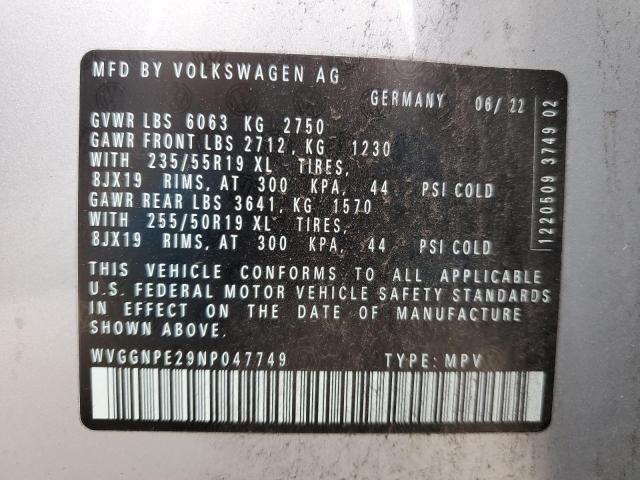 MFD BY VOLKSWAGEN AG
GERMANY 06/ 22
GVWR LBS 6063 KG 2750
GAWR FRONT LBS 2712, KG 1230
WITH 235/55R19 XL TIRES,
8JX19 RIMS, AT 300 KPA, 44 PSI COLD
GAWR REAR LBS 3641, KG 1570
WITH 255/50R19 XL TIRES,
8JX19 RIMS, AT 300 KPA, 44 PSI COLD
THIS VEHICLE CONFORMS TO ALL APPLICABLE
U.S. FEDERAL MOTOR VEHICLE SAFETY STANDARDS
IN EFFECT ON THE DATE OF MANUFACTURE
SHOWN ABOVE
WVGGNPE29NP047749 TYPE: MPV
1220509 3749 02